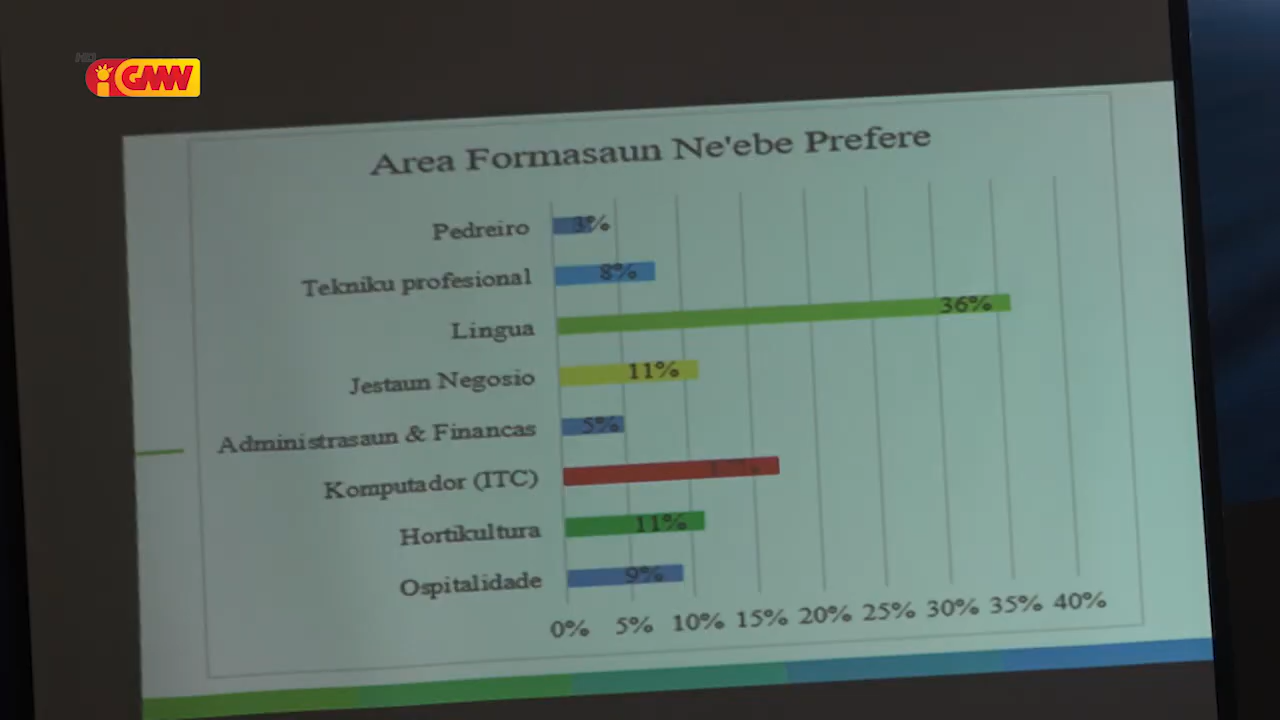 GMN
Area Formasaun Ne'ebe Prefere
Pedreiro 3%
Tekniku profesional 8%
Lingua 36%
Jestaun Negosio 11%
Administrasaun & Financas 5%
Komputador (ITC)
Hortikultura 11%
Ospitalidade 9%
0% 5% 10% 15% 20% 25% 30% 35% 40%